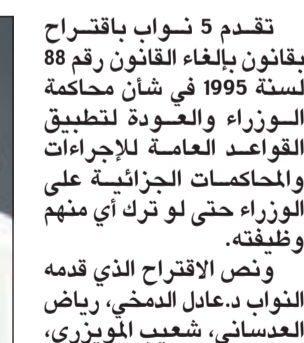 تقدم 5 نواب باقتراح
بقانون بإلغاء القانون رقم 88
لسنة 1995 في شأن محاكمة
الوزراء والعودة لتطبيق
القواعد العامة للإجراءات
والمحاكمات الجزائية على
الوزراء حتى لو ترك أي منهم
وظيفته.
ونص الاقتراح الذي قدمه
النواب د.عادل الدمخي، رياض
العدساني، شعيب المويزري،